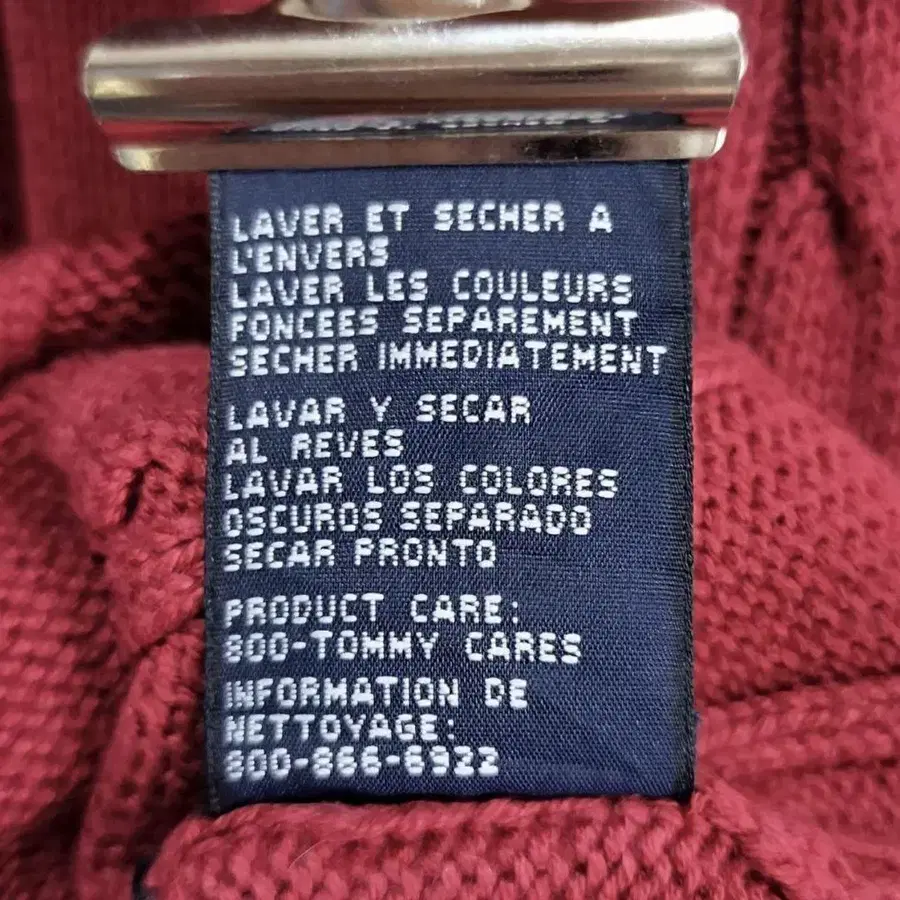 LAVER ET SECHER A
L'ENVERS
LAVER LES COULEURS
FONCEES SEPAREMENT
SECHER IMMEDIATEMENT
LAVAR Y SECAR
AL REVES
LAVAR LOS COLORES
OSCUROS SEPARADO
SECAR PRONTO
PRODUCT CARE:
800-TOMMY CARES
INFORMATION DE
NETTOYAGE:
800-866-6922